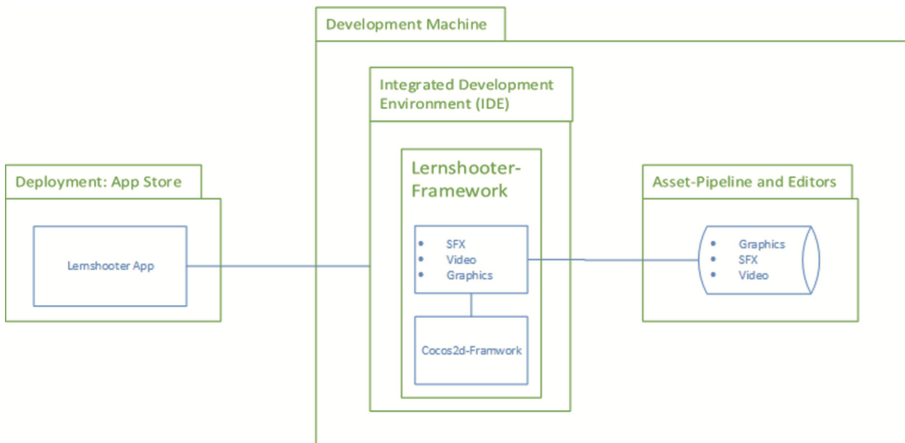 Development Machine
Integrated Development
Environment (IDE)
Lernshooter-
Framework
Deployment: App Store
Asset-Pipeline and Editors
Lernshooter App
• SFX
• Video
• Graphics
• Graphics
• SFX
• Video
Cocos2d-Framwork